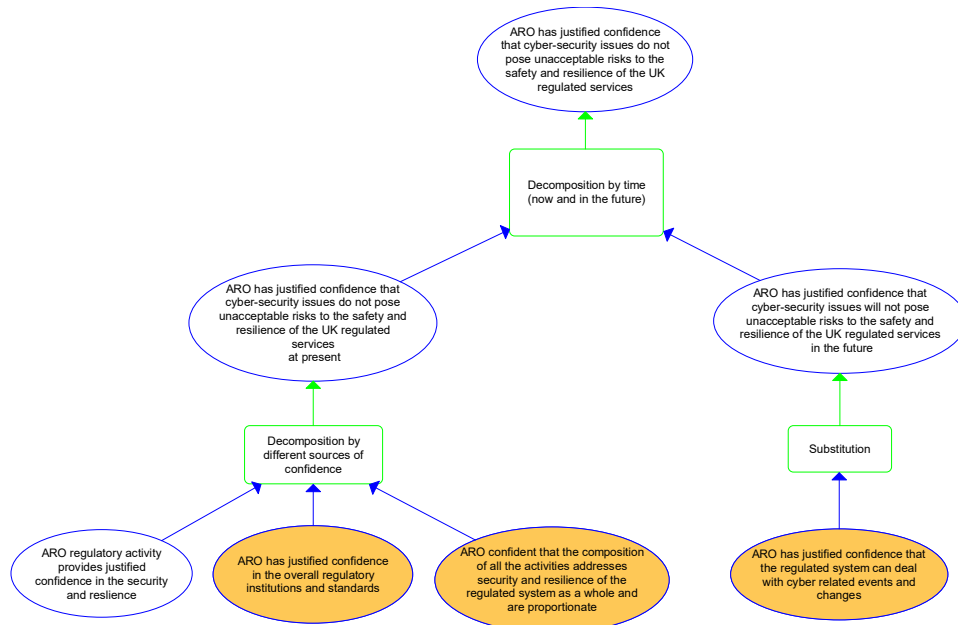 ARO has justified confidence
that cyber-security issues do not
pose unacceptable risks to the
safety and resilience of the UK
regulated services
Decomposition by time
(now and in the future)
ARO has justified confidence that
cyber-security issues do not pose
unacceptable risks to the safety and
resilience of the UK regulated
services
at present
ARO has justified confidence that
cyber-security issues will not pose
unacceptable risks to the safety and
resilience of the UK regulated services
in the future
Decomposition by
different sources of
confidence
Substitution
ARO regulatory activity
provides justified
confidence in the security
and reslience
ARO has justified confidence
in the overall regulatory
institutions and standards
ARO confident that the composition
of all the activities addresses
security and resilience of the
regulated system as a whole and
are proportionate
ARO has justified confidence that
the regulated system can deal
with cyber related events and
changes